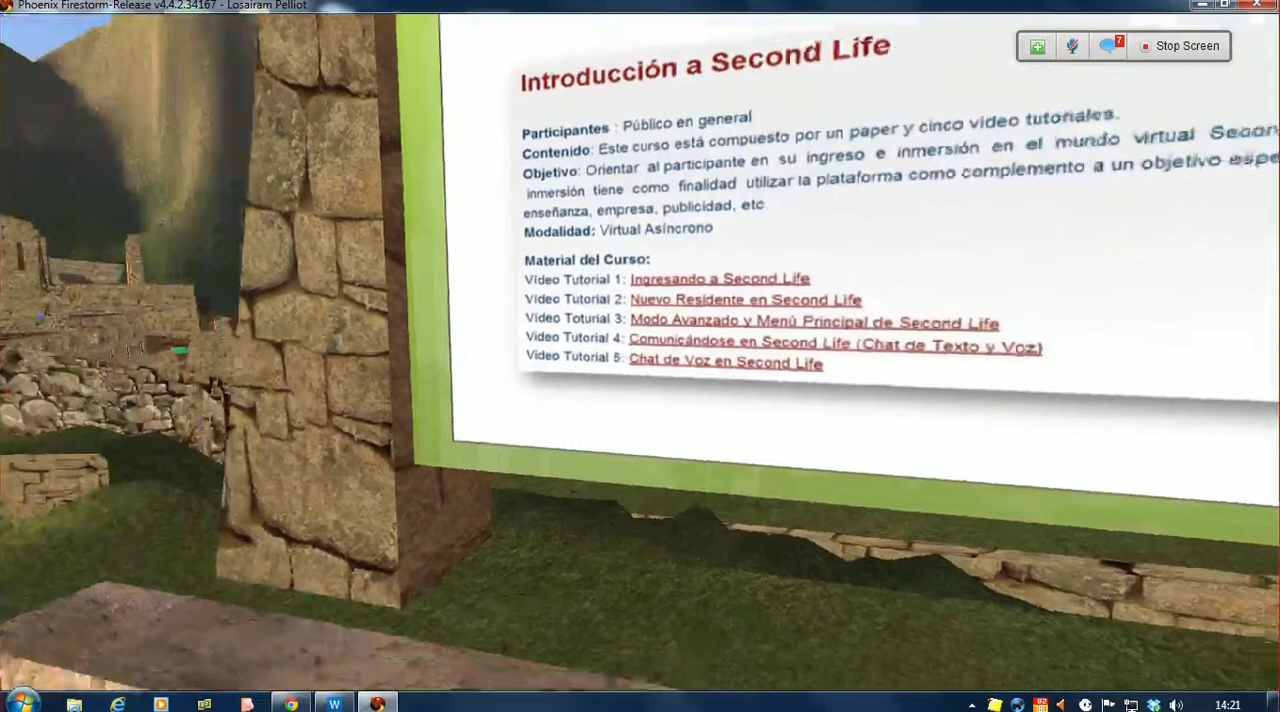 Phoenix Firestorm-Release v4.4.2.34167 - Losairam Pelliot
7
Stop Screen
Introducción a Second Life
Participantes : Público en general
Contenido: Este curso está compuesto por un paper y cinco video tutoriales.
Objetivo: Orientar al participante en su ingreso e inmersión en el mundo virtual Secon
inmersión tiene como finalidad utilizar la plataforma como complemento a un objetivo espe
enseñanza, empresa, publicidad, etc.
Modalidad: Virtual Asíncrono
Material del Curso:
Vídeo Tutorial 1: Ingresando a Second Life
Video Tutorial 2: Nuevo Residente en Second Life
Video Toturial 3: Modo Avanzado y Menú Principal de Second Life
Video Tutorial 4: Comunicándose en Second Life (Chat de Texto y Voz)
Video Tutorial 5: Chat de Voz en Second Life
14:21